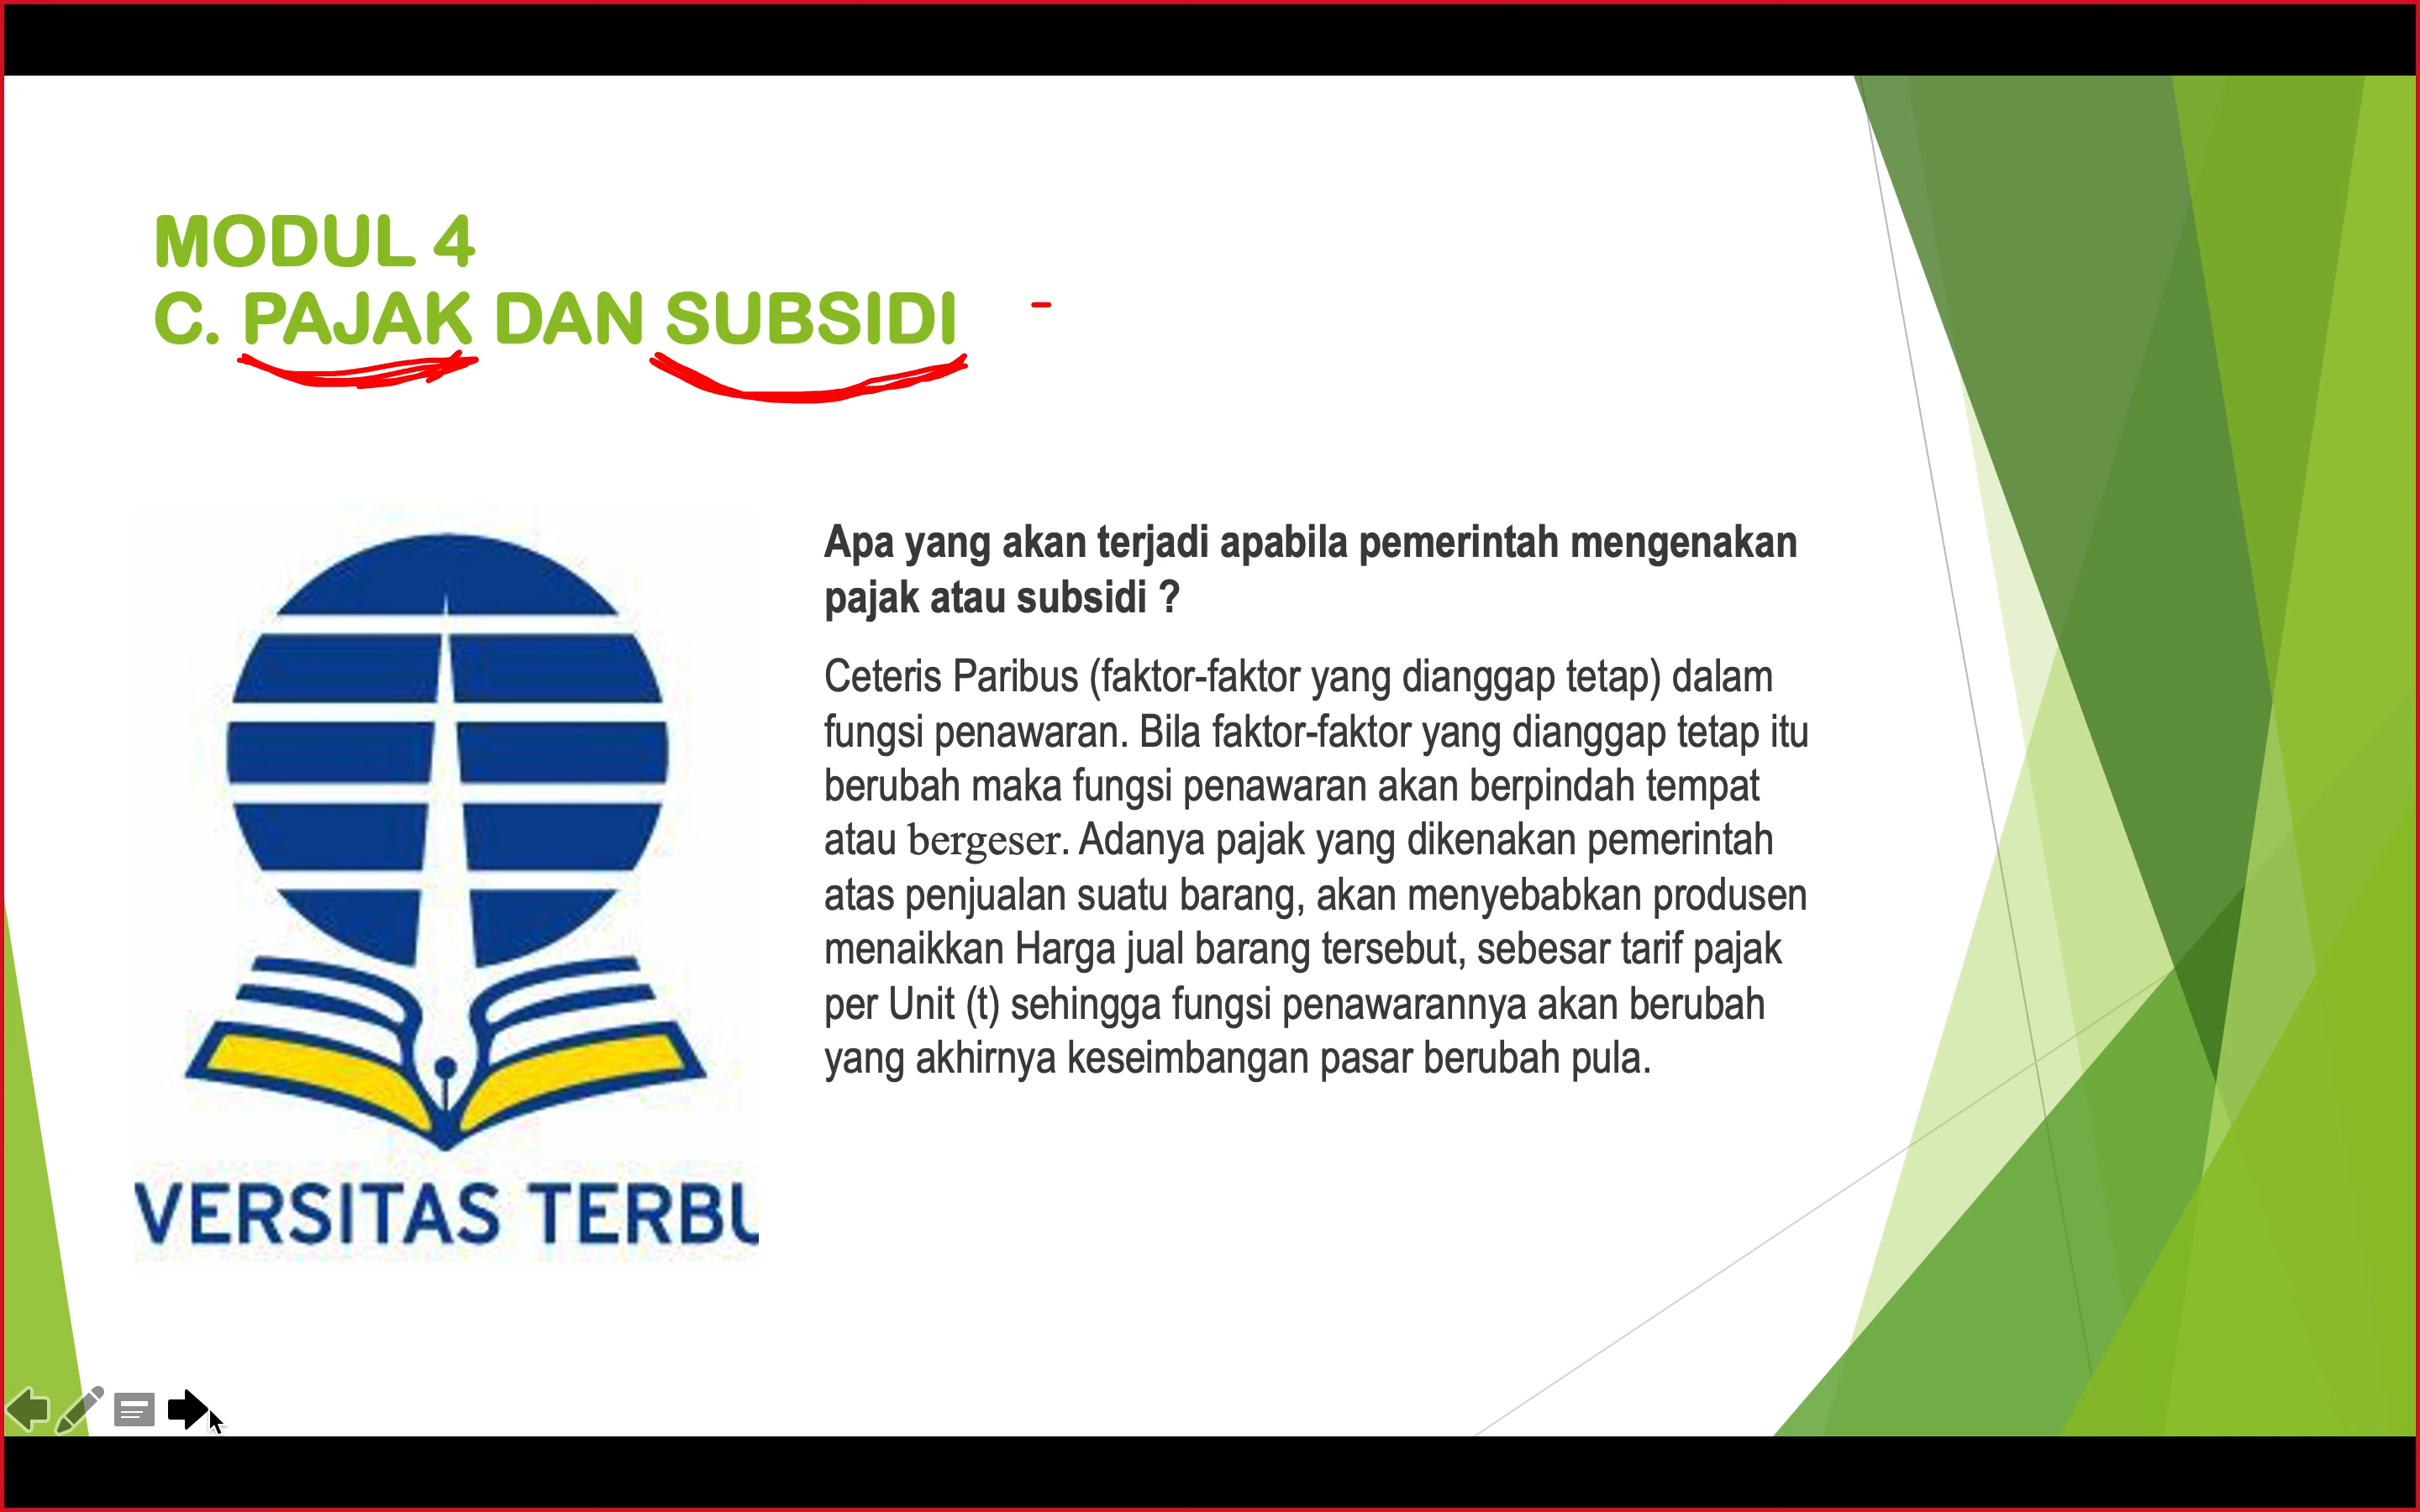 MODUL 4
C. PAJAK DAN SUBSIDI
Apa yang akan terjadi apabila pemerintah mengenakan
pajak atau subsidi ?
Ceteris Paribus (faktor-faktor yang dianggap tetap) dalam
fungsi penawaran. Bila faktor-faktor yang dianggap tetap itu
berubah maka fungsi penawaran akan berpindah tempat
atau bergeser. Adanya pajak yang dikenakan pemerintah
atas penjualan suatu barang, akan menyebabkan produsen
menaikkan Harga jual barang tersebut, sebesar tarif pajak
per Unit (t) sehingga fungsi penawarannya akan berubah
yang akhirnya keseimbangan pasar berubah pula.
VERSITAS TERBU